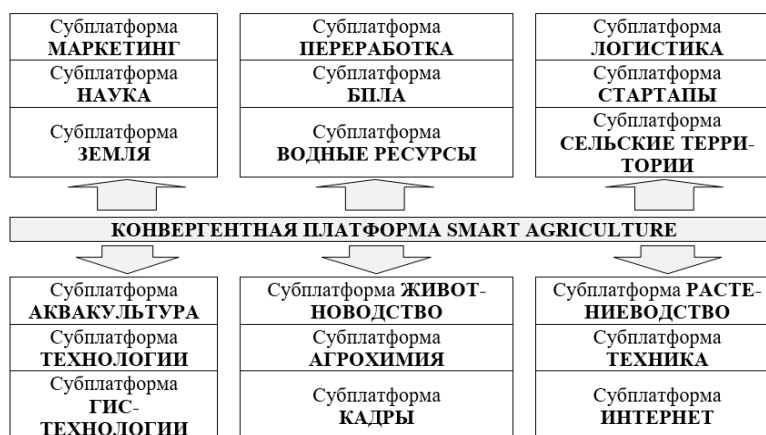 Субплатформа
МАРКЕТИНГ
Субплатформа
НАУКА
Субплатформа
ЗЕМЛЯ
Субплатформа
ПЕРЕРАБОТКА
Субплатформа
БПЛА
Субплатформа
ВОДНЫЕ РЕСУРСЫ
Субплатформа
ЛОГИСТИКА
Субплатформа
СТАРТАПЫ
Субплатформа
СЕЛЬСКИЕ ТЕРРИ-
ТОРИИ
КОНВЕРГЕНТНАЯ ПЛАТФОРМА SMART AGRICULTURE
Субплатформа
АКВАКУЛЬТУРА
Субплатформа
ТЕХНОЛОГИИ
Субплатформа
ГИС-
ТЕХНОЛОГИИ
Субплатформа ЖИВОТ-
НОВОДСТВО
Субплатформа
АГРОХИМИЯ
Субплатформа
КАДРЫ
Субплатформа РАСТЕ-
НИЕВОДСТВО
Субплатформа
ТЕХНИКА
Субплатформа
ИНТЕРНЕТ